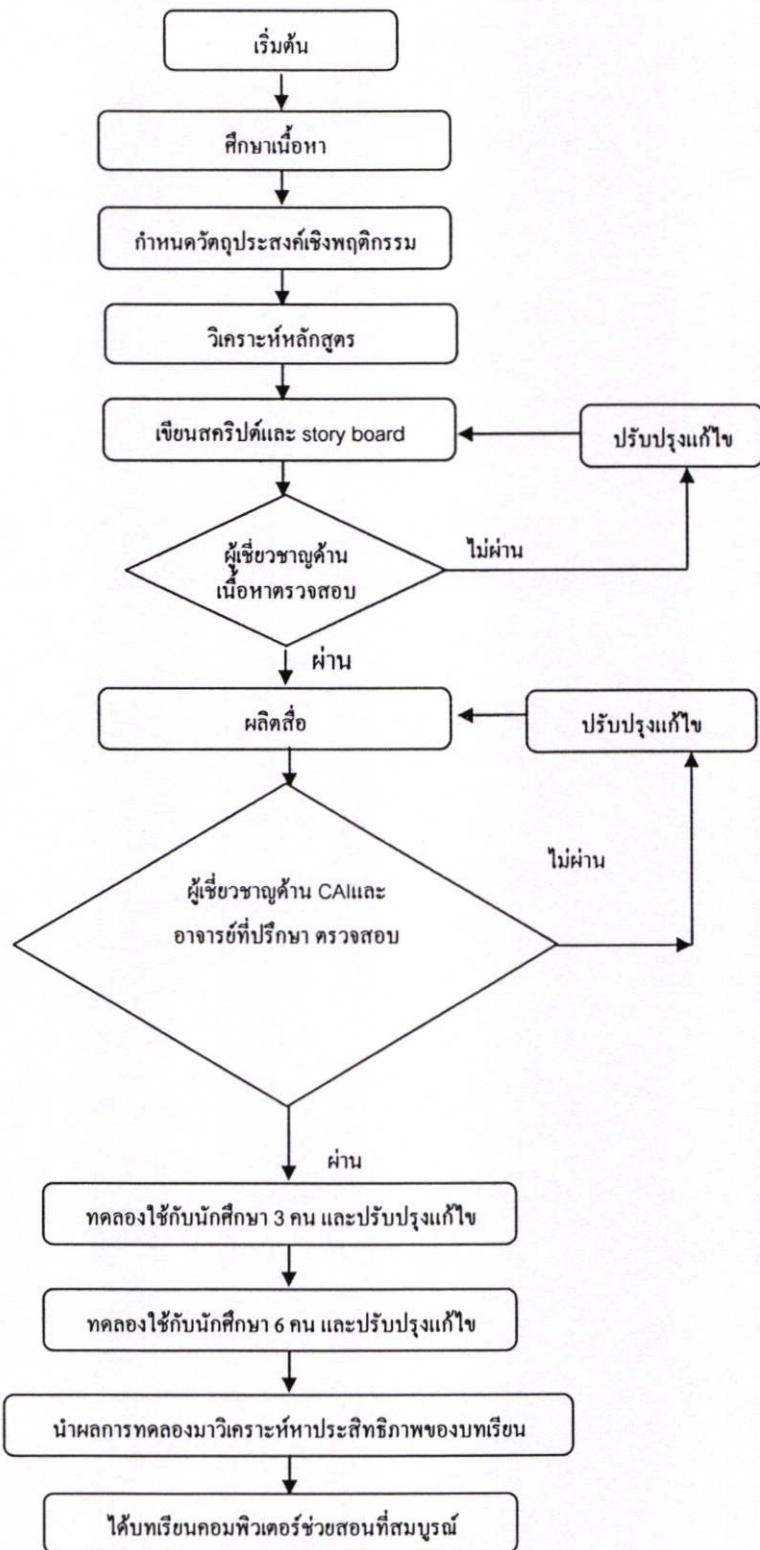 เริ่มต้น
ศึกษาเนื้อหา
กำหนดวัตถุประสงค์เชิงพฤติกรรม
วิเคราะห์หลักสูตร
เขียนสคริปต์และ story board
ปรับปรุงแก้ไข
ผู้เชี่ยวชาญด้าน
เนื้อหาตรวจสอบ
ไม่ผ่าน
ผ่าน
ผลิตสื่อ
ปรับปรุงแก้ไข
ไม่ผ่าน
ผู้เชี่ยวชาญด้าน CAIและ
อาจารย์ที่ปรึกษา ตรวจสอบ
ผ่าน
ทดลองใช้กับนักศึกษา 3 คน และปรับปรุงแก้ไข
ทดลองใช้กับนักศึกษา 6 คน และปรับปรุงแก้ไข
นำผลการทดลองมาวิเคราะห์หาประสิทธิภาพของบทเรียน
ได้บทเรียนคอมพิวเตอร์ช่วยสอนที่สมบูรณ์